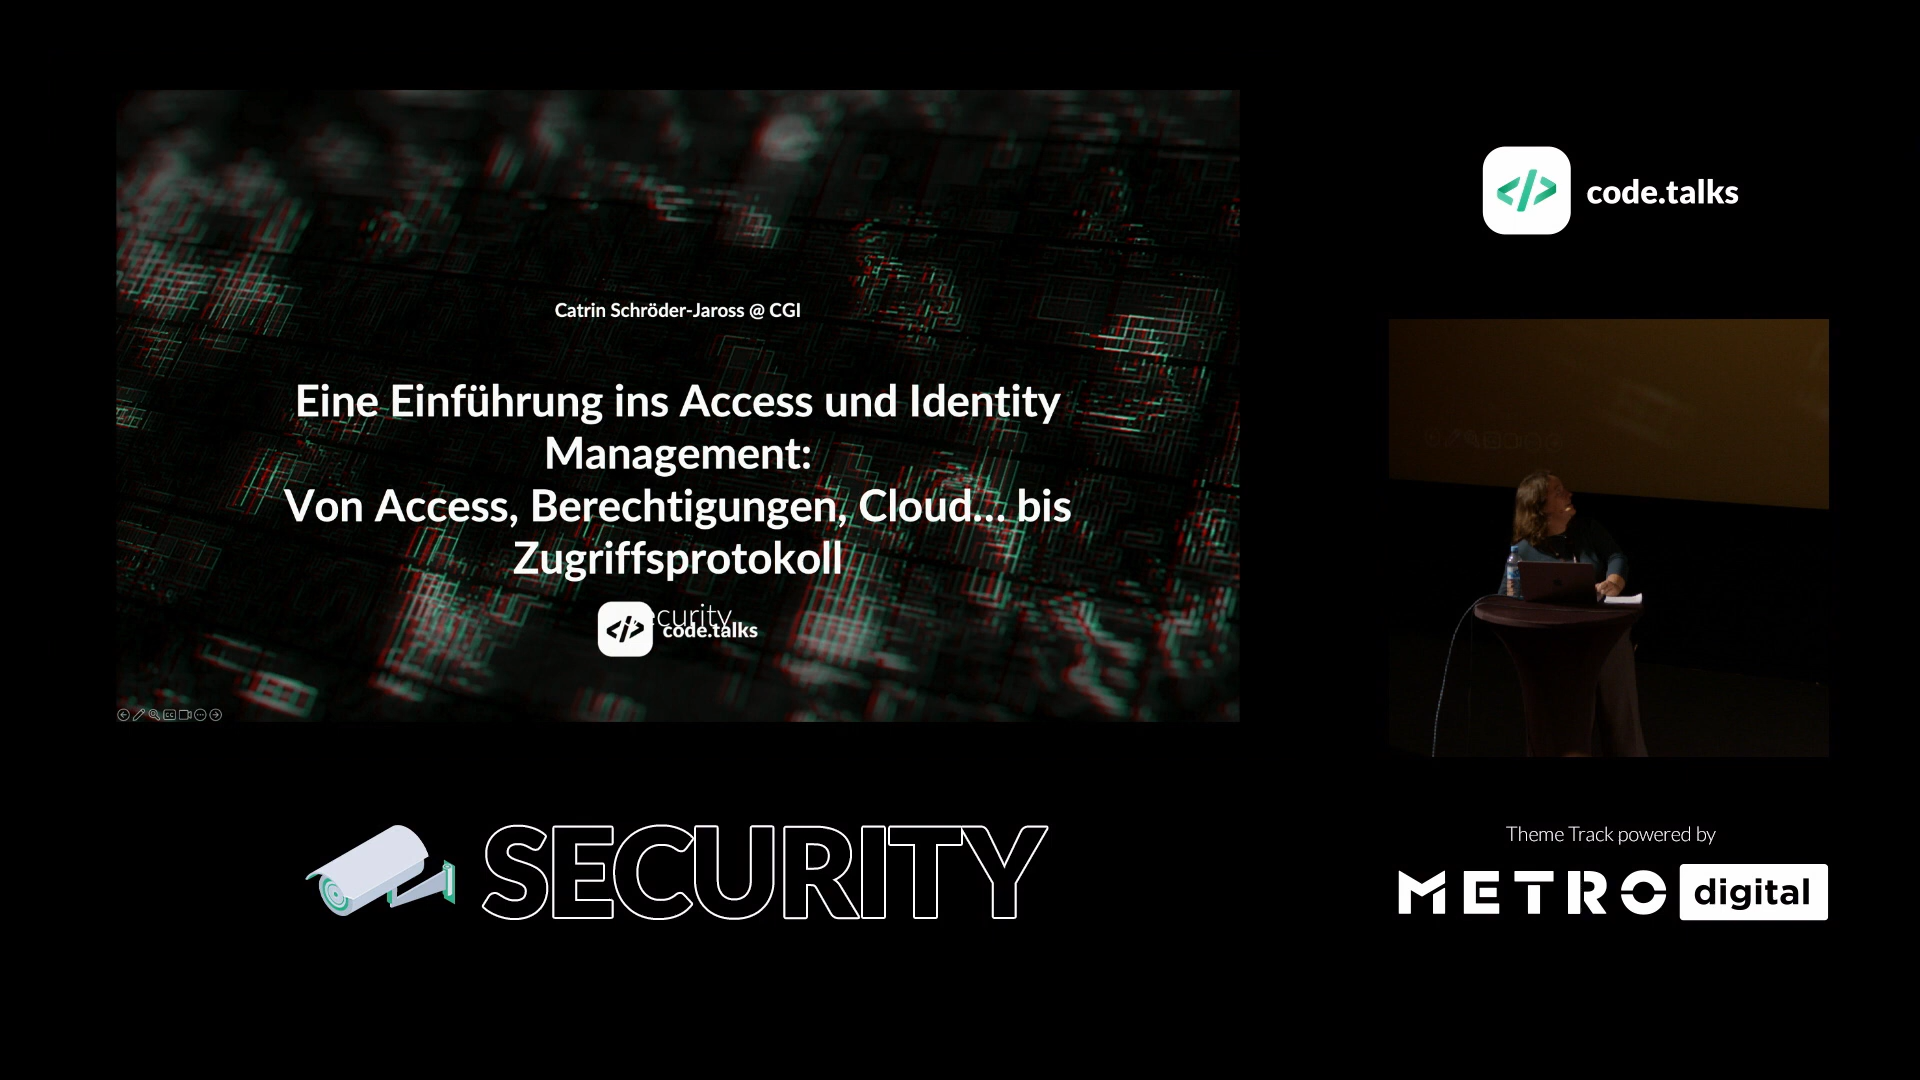 Catrin Schröder-Jaross @ CGI
Eine Einführung ins Access und Identity
Management:
Von Access, Berechtigungen, Cloud... bis
Zugriffsprotokoll
ecurity
code.talks
code.talks
SECURITY
Theme Track powered by
METRO digital